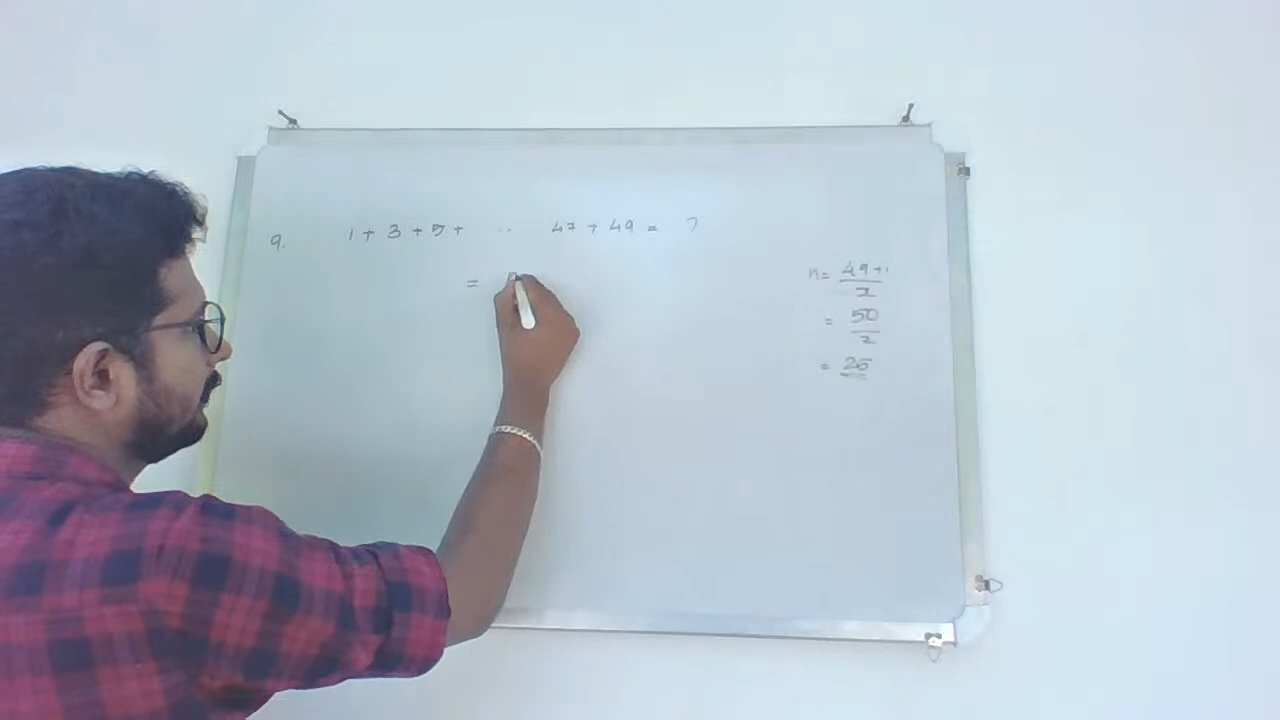 9. 1 + 3 + 5 + .. 47 + 49 = ?
=
n = 49+1
2
= 50
2
= 25